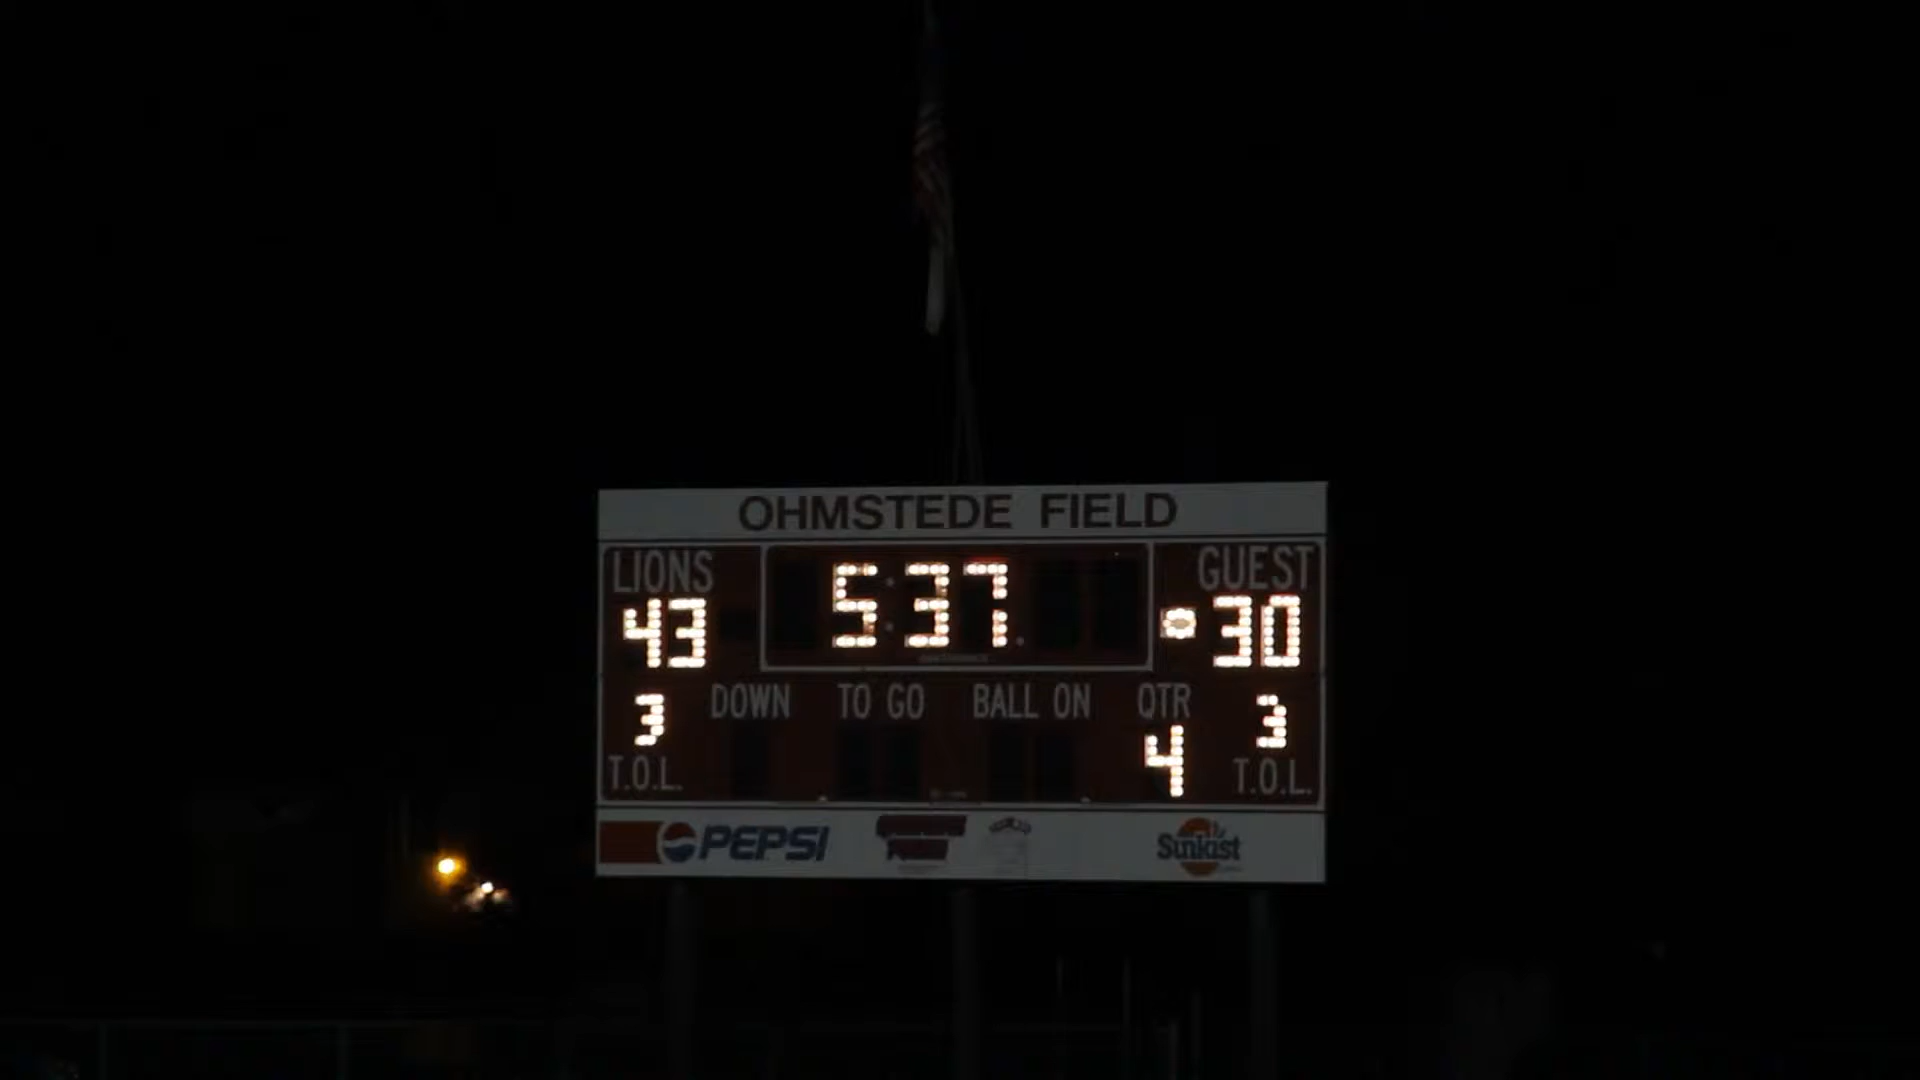 OHMSTEDE FIELD
LIONS 5:37 GUEST
43 30
DOWN TO GO BALL ON QTR
3 4 3
T.O.L. T.O.L.
PEPSI Sunkist